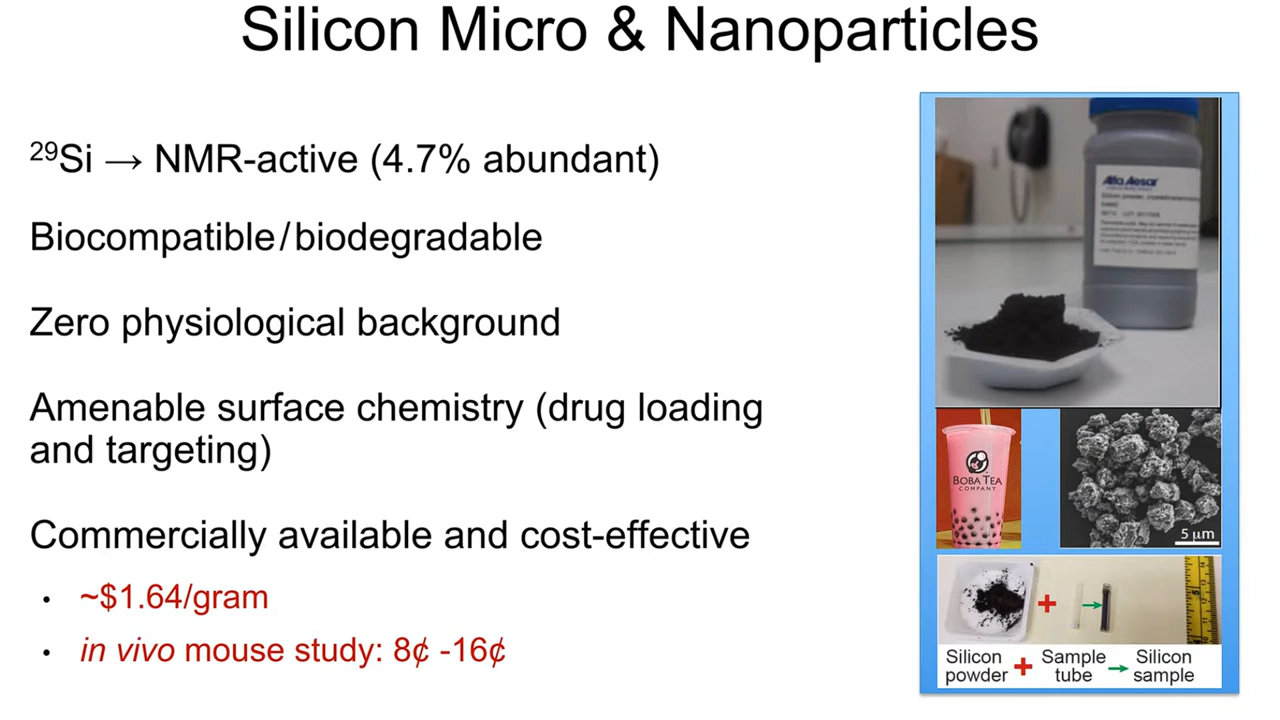 Silicon Micro & Nanoparticles
²⁹Si → NMR-active (4.7% abundant)
Biocompatible/biodegradable
Zero physiological background
Amenable surface chemistry (drug loading
and targeting)
Commercially available and cost-effective
• ~$1.64/gram
• in vivo mouse study: 8¢ -16¢
Alfa Aesar
BOBA TEA
COMPANY
5 μm
Silicon
powder
+
Sample
tube
→
Silicon
sample